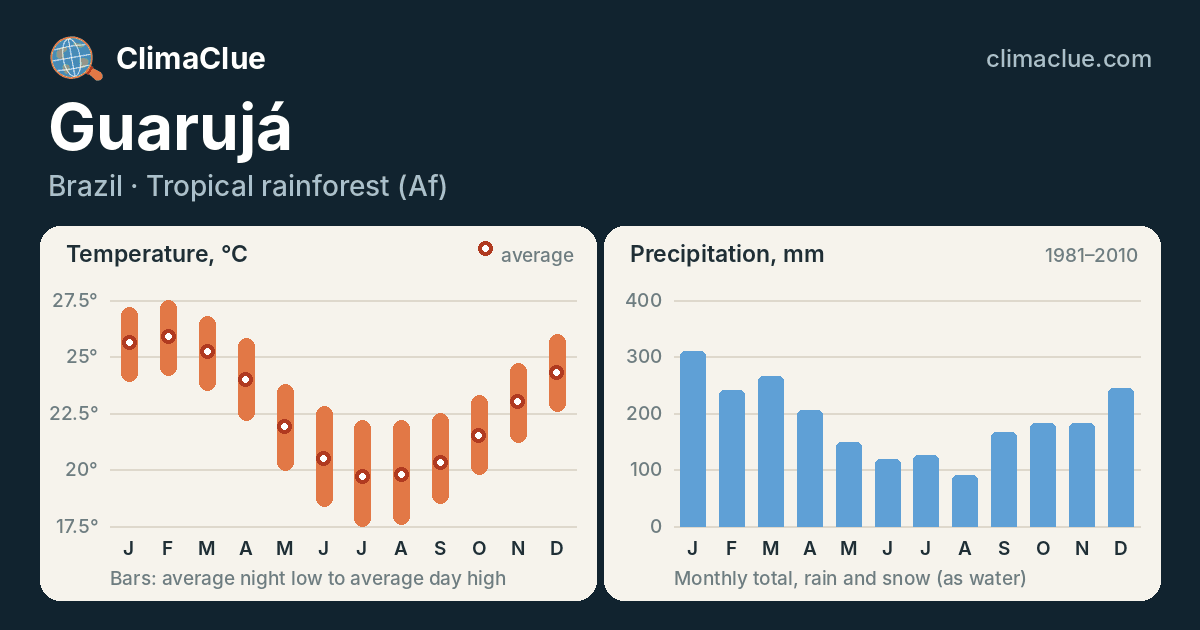 ClimaClue
climaclue.com
Guarujá
Brazil · Tropical rainforest (Af)
Temperature, °C
average
27.5°
25°
22.5°
20°
17.5°
J F M A M J J A S O N D
Bars: average night low to average day high
Precipitation, mm
1981–2010
400
300
200
100
0
J F M A M J J A S O N D
Monthly total, rain and snow (as water)